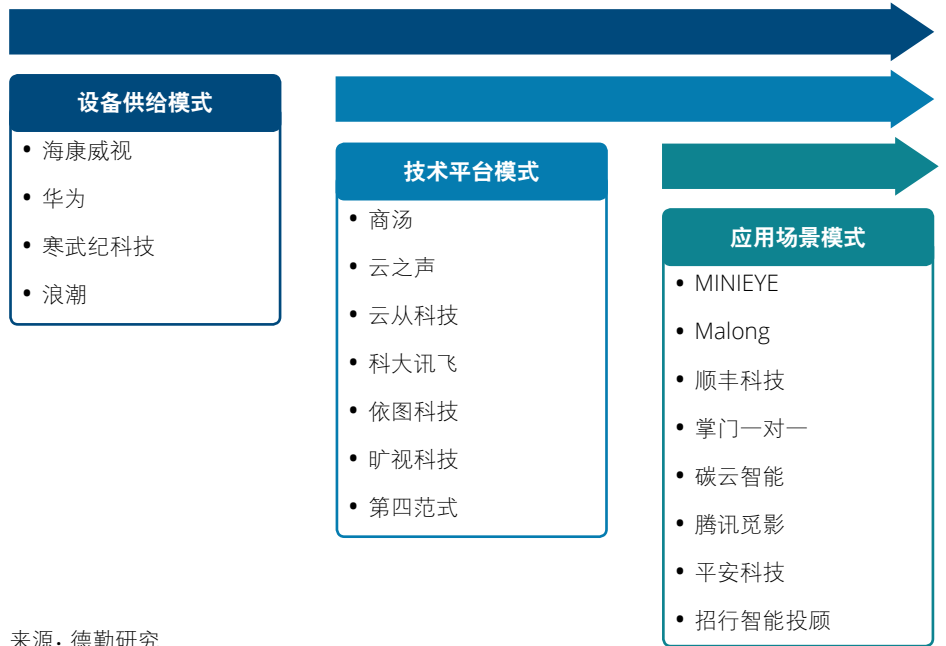 设备供给模式
• 海康威视
• 华为
• 寒武纪科技
• 浪潮
技术平台模式
• 商汤
• 云之声
• 云从科技
• 科大讯飞
• 依图科技
• 旷视科技
• 第四范式
应用场景模式
• MINIEYE
• Malong
• 顺丰科技
• 掌门一对一
• 碳云智能
• 腾讯觅影
• 平安科技
• 招行智能投顾
来源：德勤研究